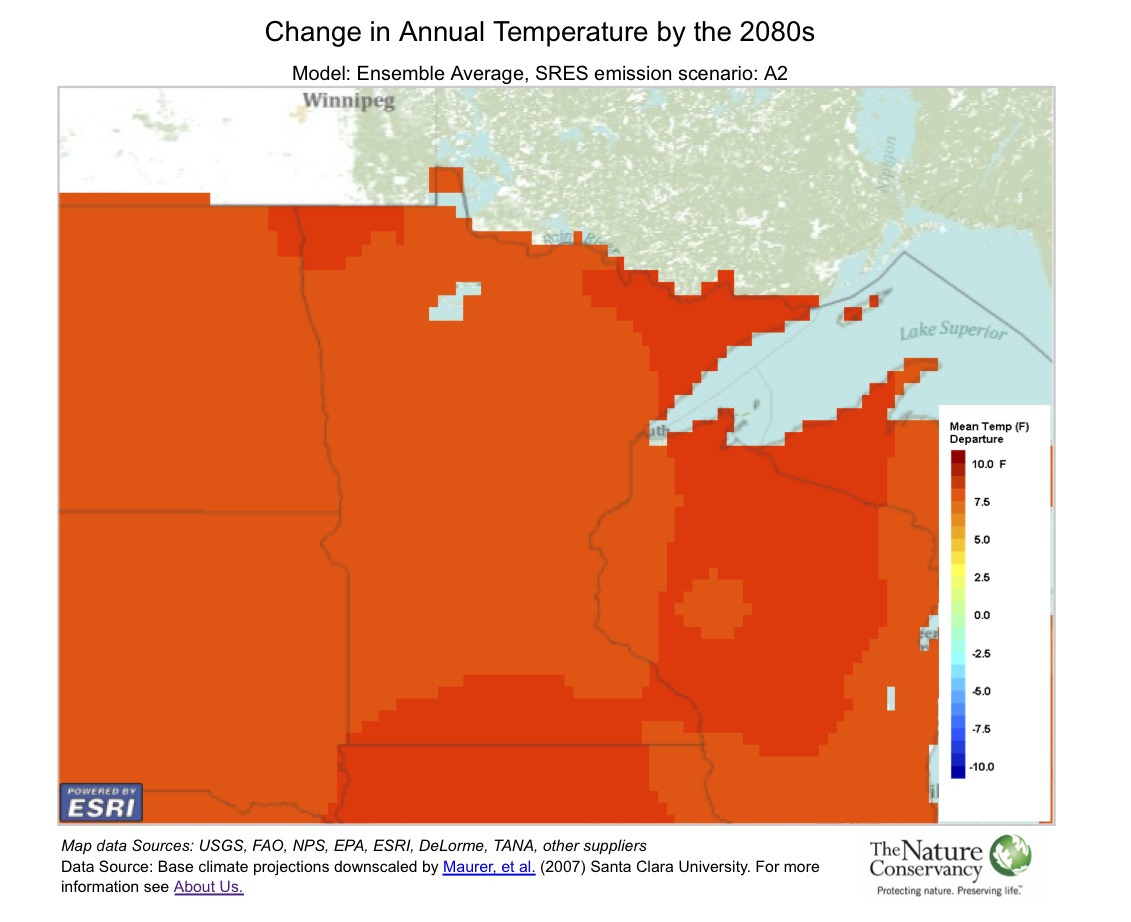 Change in Annual Temperature by the 2080s
Model: Ensemble Average, SRES emission scenario: A2
Winnipeg
Nipigon
Lake Superior
Mean Temp (F)
Departure
10.0 F
7.5
5.0
2.5
0.0
-2.5
-5.0
-7.5
-10.0
POWERED BY
ESRI
Map data Sources: USGS, FAO, NPS, EPA, ESRI, DeLorme, TANA, other suppliers
Data Source: Base climate projections downscaled by Maurer, et al. (2007) Santa Clara University. For more
information see About Us.
The Nature
Conservancy
Protecting nature. Preserving life.™